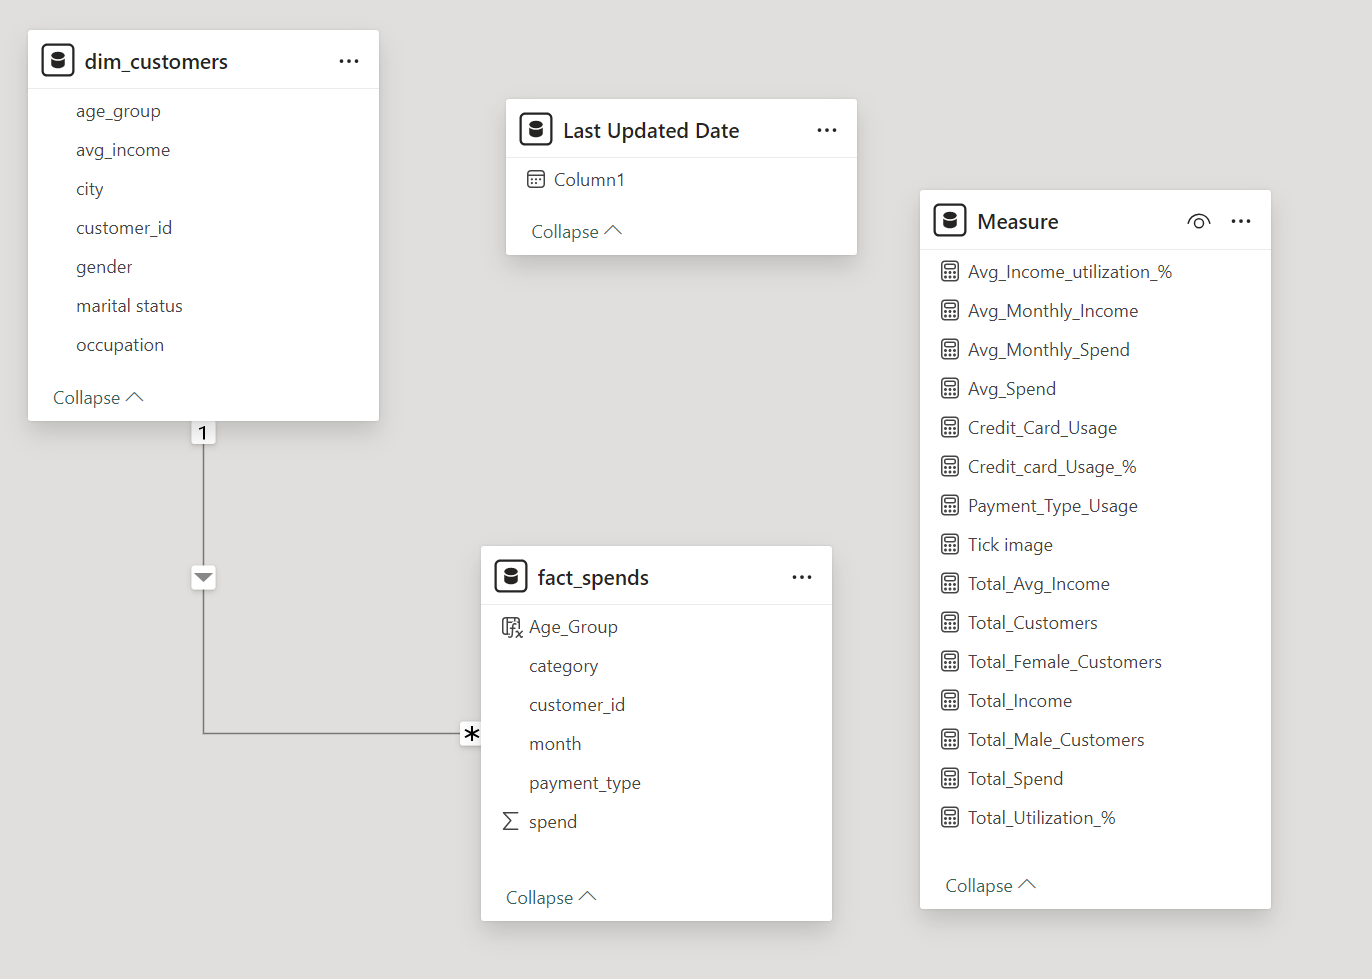 dim_customers
age_group
avg_income
city
customer_id
gender
marital status
occupation
Collapse
1
Last Updated Date
Column1
Collapse
fact_spends
Age_Group
category
customer_id
month
payment_type
spend
Collapse
*
Measure
Avg_Income_utilization_%
Avg_Monthly_Income
Avg_Monthly_Spend
Avg_Spend
Credit_Card_Usage
Credit_card_Usage_%
Payment_Type_Usage
Tick image
Total_Avg_Income
Total_Customers
Total_Female_Customers
Total_Income
Total_Male_Customers
Total_Spend
Total_Utilization_%
Collapse